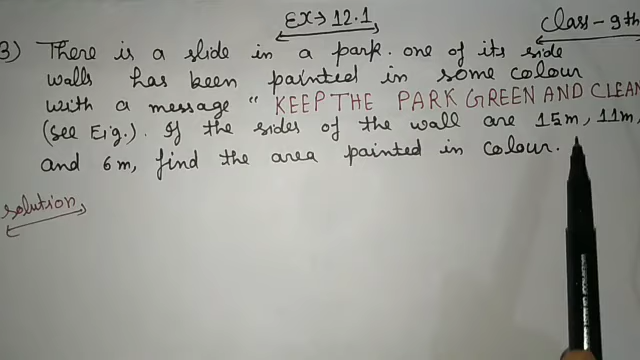 EX → 12.1
Class - 9th
3) There is a slide in a park. one of its side
walls has been painted in some colour
with a message " KEEP THE PARK GREEN AND CLEAN
(see Fig.). If the sides of the wall are 15m, 11m,
and 6m, find the area painted in colour.
solution